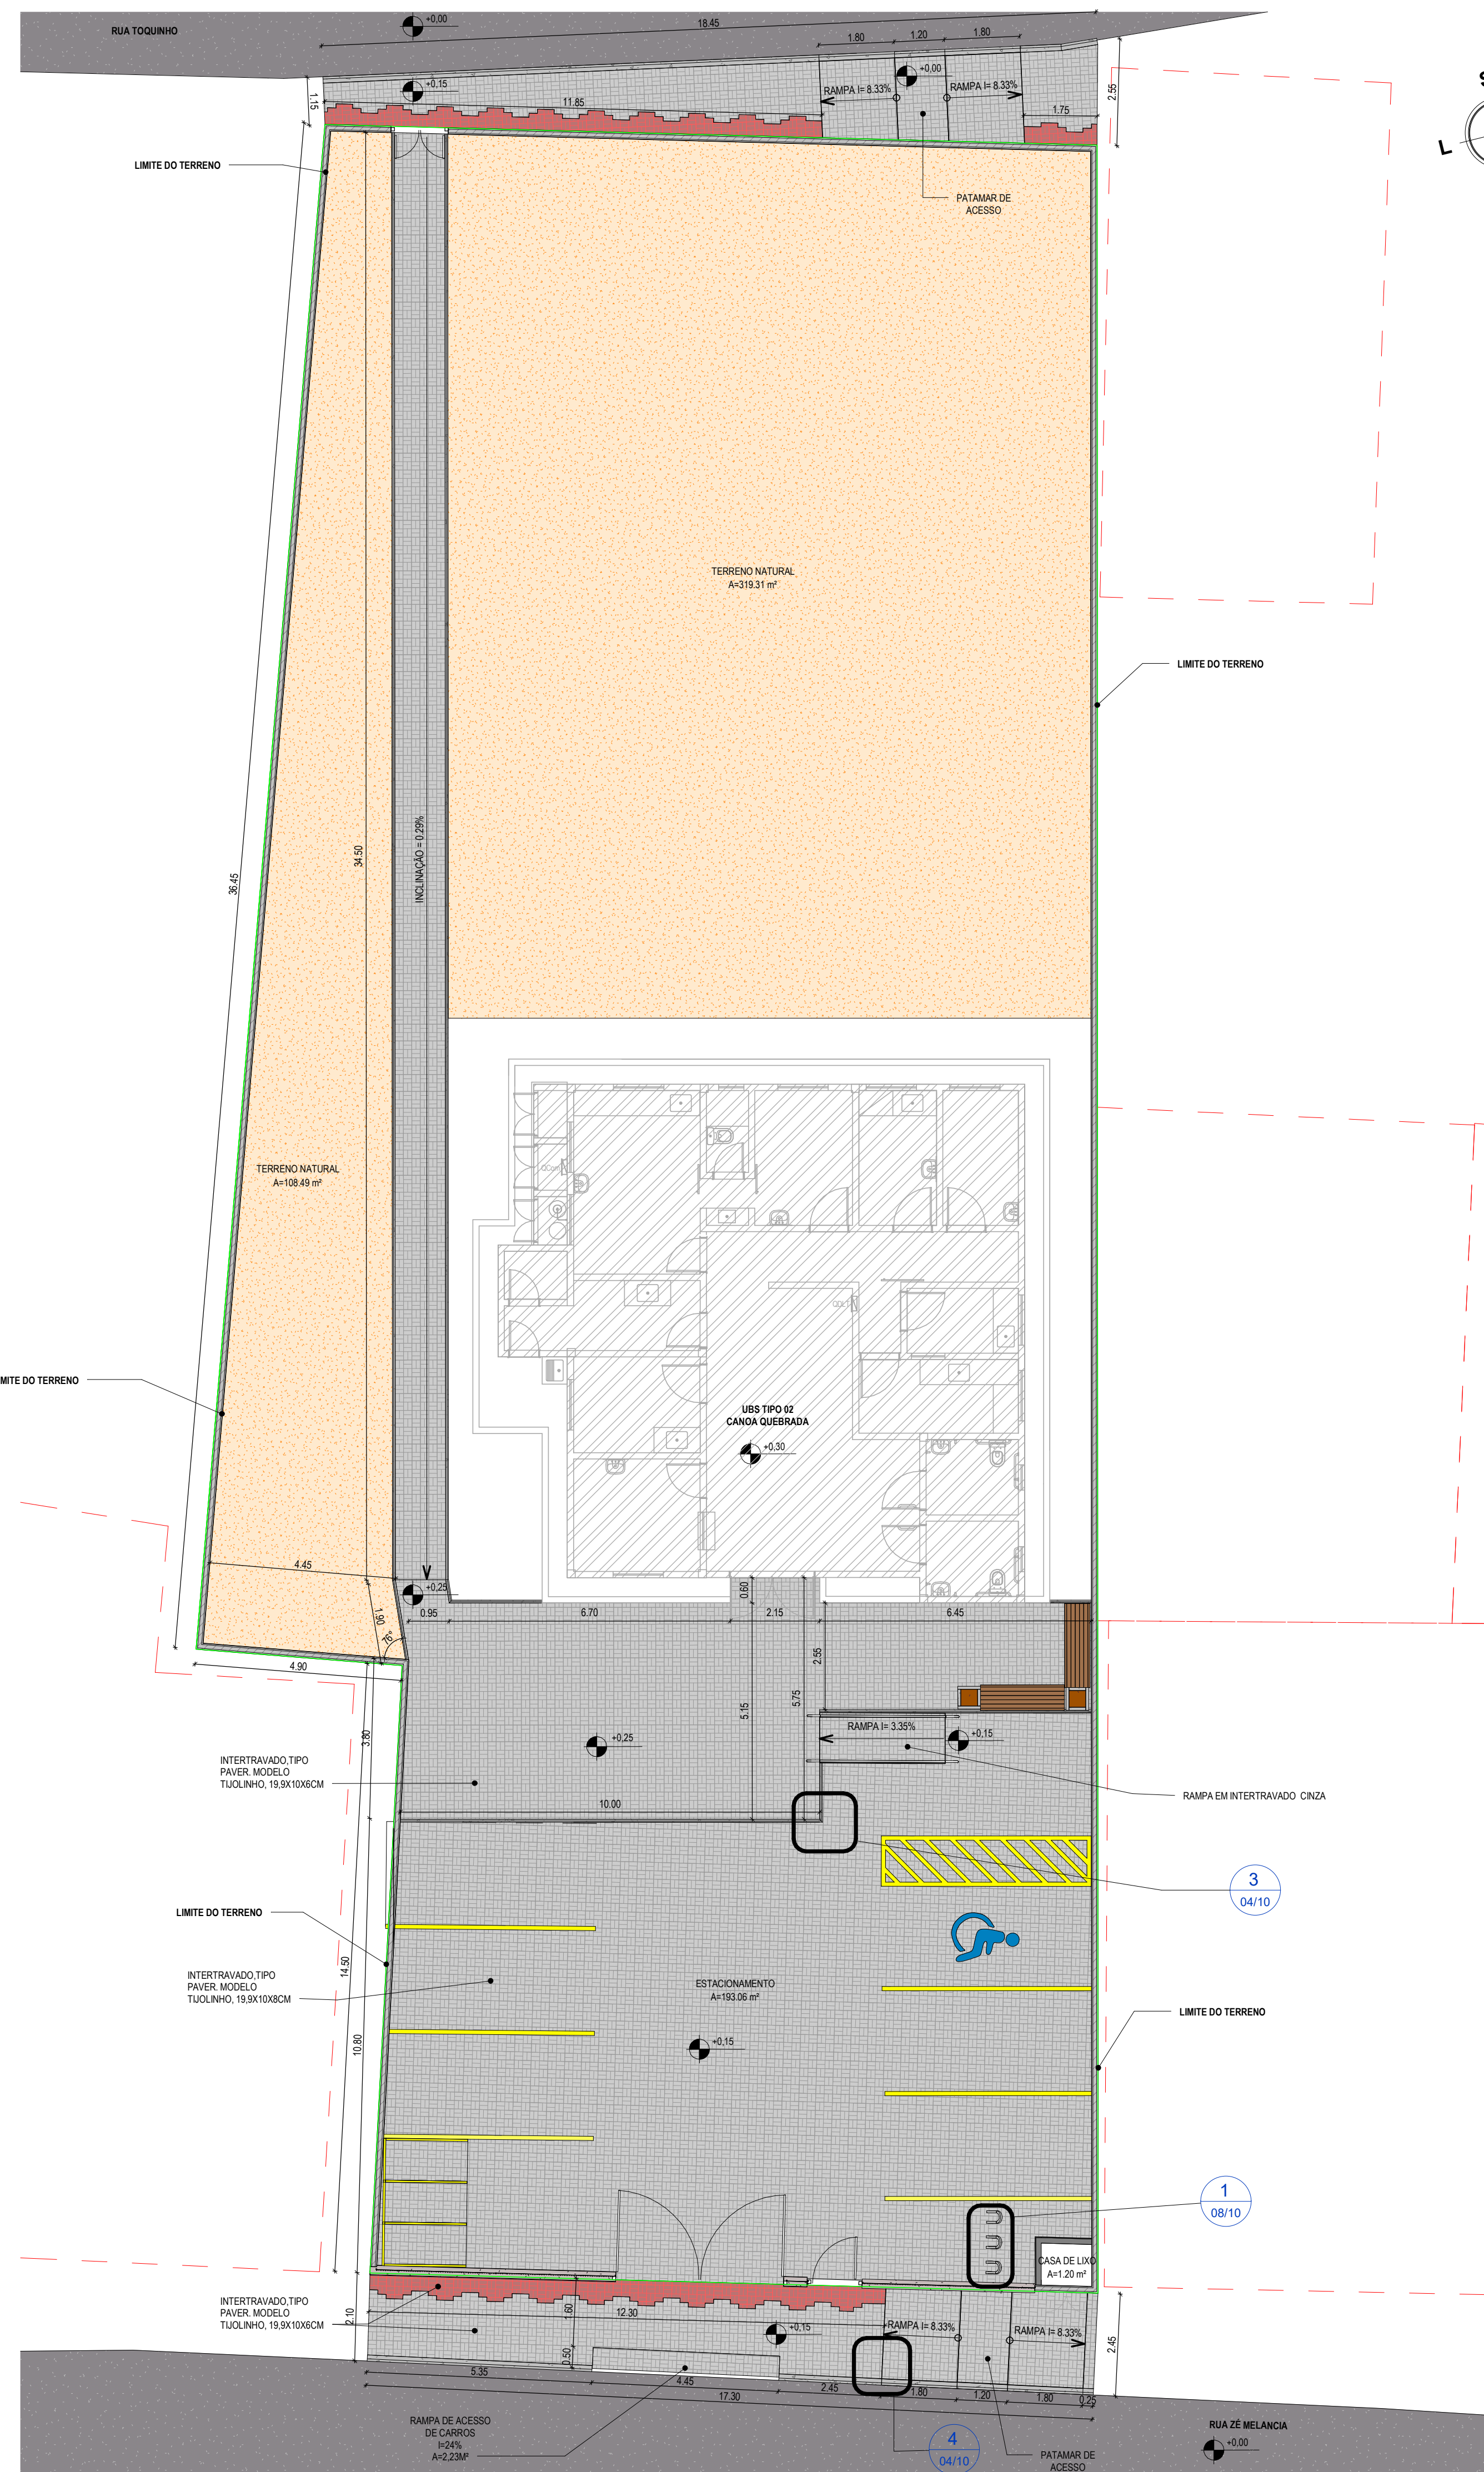 RUA TOQUINHO
+0,00
18.45
1.80
1.20
1.80
+0,15
+0,00
RAMPA I= 8.33%
RAMPA I= 8.33%
1.15
11.85
1.75
2.55
S
L
LIMITE DO TERRENO
PATAMAR DE
ACESSO
TERRENO NATURAL
A=319.31 m²
LIMITE DO TERRENO
36.45
34.50
INCLINAÇÃO = 0.29%
TERRENO NATURAL
A=108.49 m²
QCom
QDL1
MITE DO TERRENO
UBS TIPO 02
CANOA QUEBRADA
+0,30
4.45
+0,25
0.95
6.70
0.60
2.15
6.45
1.90
76°
4.90
2.55
5.15
5.75
3.80
+0,25
RAMPA I= 3.35%
+0,15
INTERTRAVADO,TIPO
PAVER. MODELO
TIJOLINHO, 19,9X10X6CM
RAMPA EM INTERTRAVADO CINZA
10.00
3
04/10
LIMITE DO TERRENO
14.50
INTERTRAVADO,TIPO
PAVER. MODELO
TIJOLINHO, 19,9X10X8CM
ESTACIONAMENTO
A=193.06 m²
LIMITE DO TERRENO
10.80
+0,15
1
08/10
CASA DE LIXO
A=1.20 m²
INTERTRAVADO,TIPO
PAVER. MODELO
TIJOLINHO, 19,9X10X6CM
2.10
1.60
12.30
+0,15
RAMPA I= 8.33%
RAMPA I= 8.33%
2.45
0.50
5.35
4.45
2.45
1.80
1.20
1.80
0.25
17.30
RAMPA DE ACESSO
DE CARROS
I=24%
A=2,23M²
4
04/10
PATAMAR DE
ACESSO
RUA ZÉ MELANCIA
+0,00